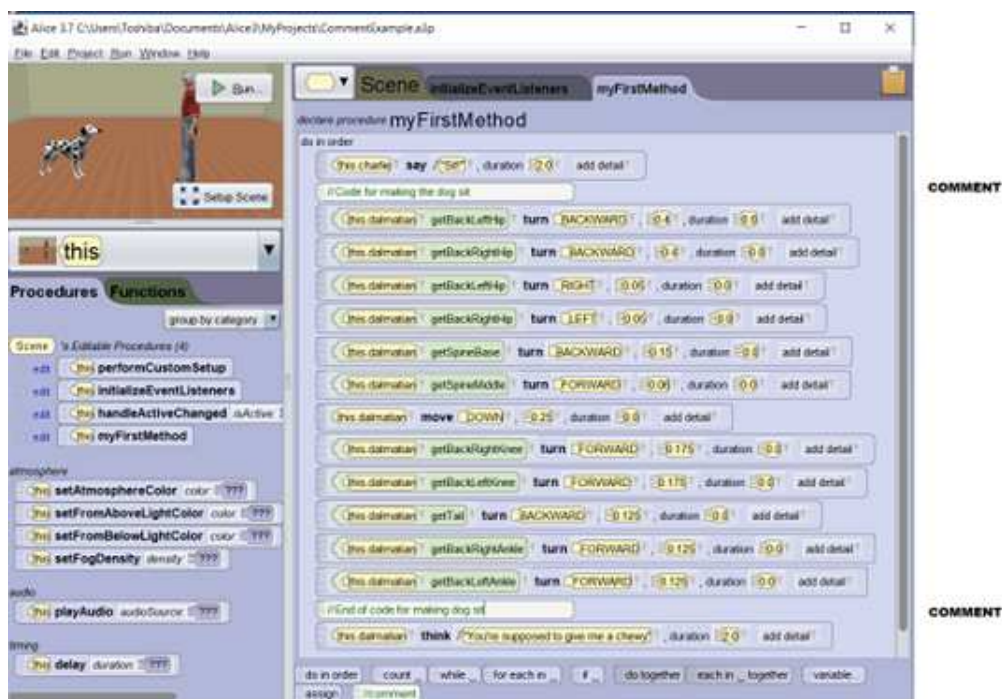 Alice 3.7 C:\Users\Toshiba\Documents\Alice3\MyProjects\CommentExample.a3p
File Edit Project Run Window Help
Run...
Setup Scene
this
Procedures Functions
group by category
Scene 's Editable Procedures (4)
edit this performCustomSetup
edit this initializeEventListeners
edit this handleActiveChanged isActive
edit this myFirstMethod
atmosphere
this setAtmosphereColor color: ???
this setFromAboveLightColor color: ???
this setFromBelowLightColor color: ???
this setFogDensity density: ???
audio
this playAudio audioSource: ???
timing
this delay duration: ???
Scene initializeEventListeners myFirstMethod
declare procedure myFirstMethod
do in order
this.charlie say "Sit!" , duration 2.0 add detail
//Code for making the dog sit
COMMENT
this.dalmatian getBackLeftHip turn BACKWARD , 0.4 , duration 0.0 add detail
this.dalmatian getBackRightHip turn BACKWARD , 0.4 , duration 0.0 add detail
this.dalmatian getBackLeftHip turn RIGHT , 0.05 , duration 0.0 add detail
this.dalmatian getBackRightHip turn LEFT , 0.05 , duration 0.0 add detail
this.dalmatian getSpineBase turn BACKWARD , 0.15 , duration 0.0 add detail
this.dalmatian getSpineMiddle turn FORWARD , 0.06 , duration 0.0 add detail
this.dalmatian move DOWN , 0.25 , duration 0.0 add detail
this.dalmatian getBackRightKnee turn FORWARD , 0.175 , duration 0.0 add detail
this.dalmatian getBackLeftKnee turn FORWARD , 0.175 , duration 0.0 add detail
this.dalmatian getTail turn BACKWARD , 0.125 , duration 0.0 add detail
this.dalmatian getBackRightAnkle turn FORWARD , 0.125 , duration 0.0 add detail
this.dalmatian getBackLeftAnkle turn FORWARD , 0.125 , duration 0.0 add detail
//End of code for making dog sit
COMMENT
this.dalmatian think "You're supposed to give me a chewy" , duration 2.0 add detail
do in order count _ while _ for each in _ if _ do together each in _ together variable...
assign //comment